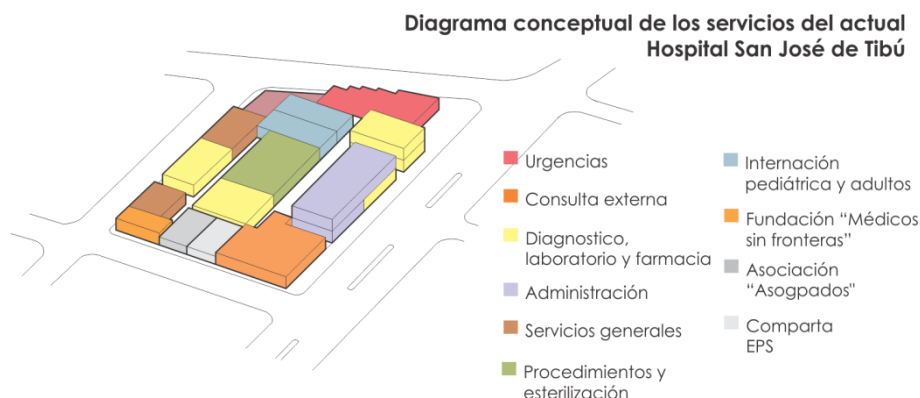 Diagrama conceptual de los servicios del actual
Hospital San José de Tibú
Urgencias
Consulta externa
Diagnostico,
laboratorio y farmacia
Administración
Servicios generales
Procedimientos y
esterilización
Internación
pediátrica y adultos
Fundación “Médicos
sin fronteras”
Asociación
“Asogpados"
Comparta
EPS